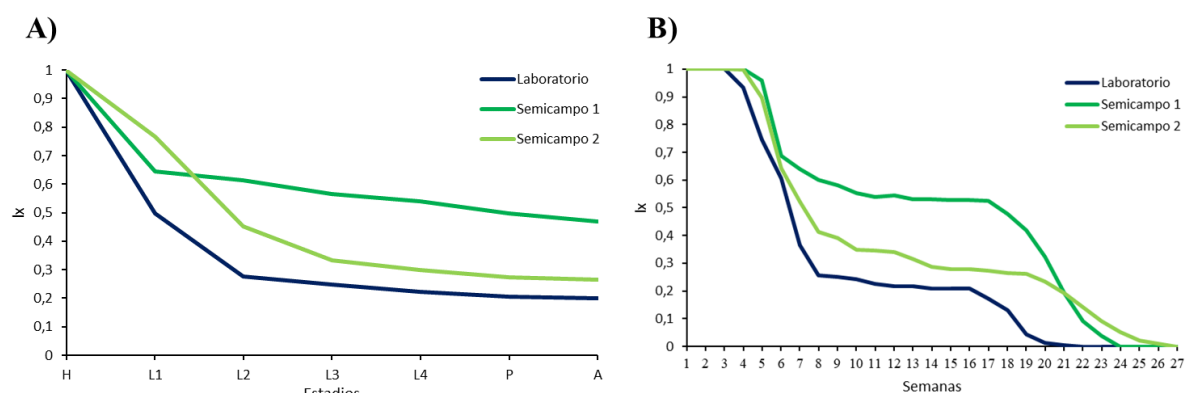 A)
1
0,9
0,8
0,7
0,6
0,5
0,4
0,3
0,2
0,1
0
lx
H L1 L2 L3 L4 P A
Estadios
Laboratorio
Semicampo 1
Semicampo 2
B)
1
0,9
0,8
0,7
0,6
0,5
0,4
0,3
0,2
0,1
0
lx
1 2 3 4 5 6 7 8 9 10 11 12 13 14 15 16 17 18 19 20 21 22 23 24 25 26 27
Semanas
Laboratorio
Semicampo 1
Semicampo 2